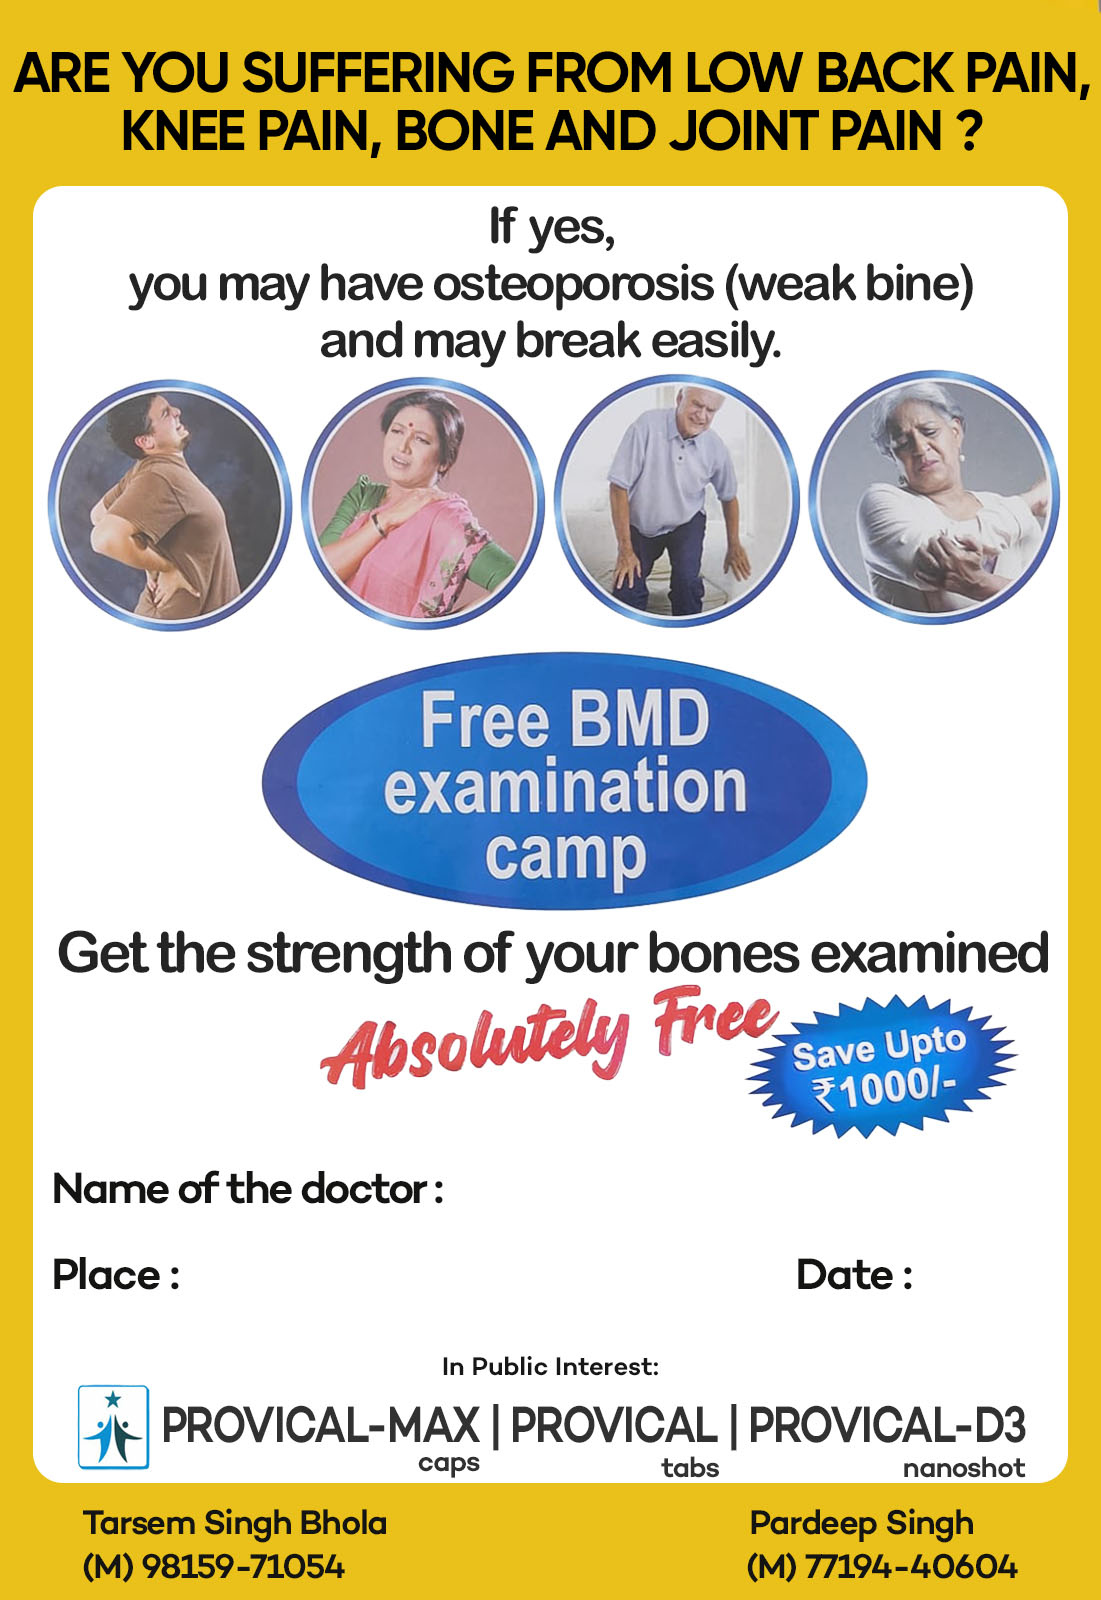 ARE YOU SUFFERING FROM LOW BACK PAIN,
KNEE PAIN, BONE AND JOINT PAIN ?
If yes,
you may have osteoporosis (weak bine)
and may break easily.
Free BMD
examination
camp
Get the strength of your bones examined
Absolutely Free
Save Upto
₹1000/-
Name of the doctor :
Place :
Date :
In Public Interest:
PROVICAL-MAX | PROVICAL | PROVICAL-D3
caps tabs nanoshot
Tarsem Singh Bhola
(M) 98159-71054
Pardeep Singh
(M) 77194-40604